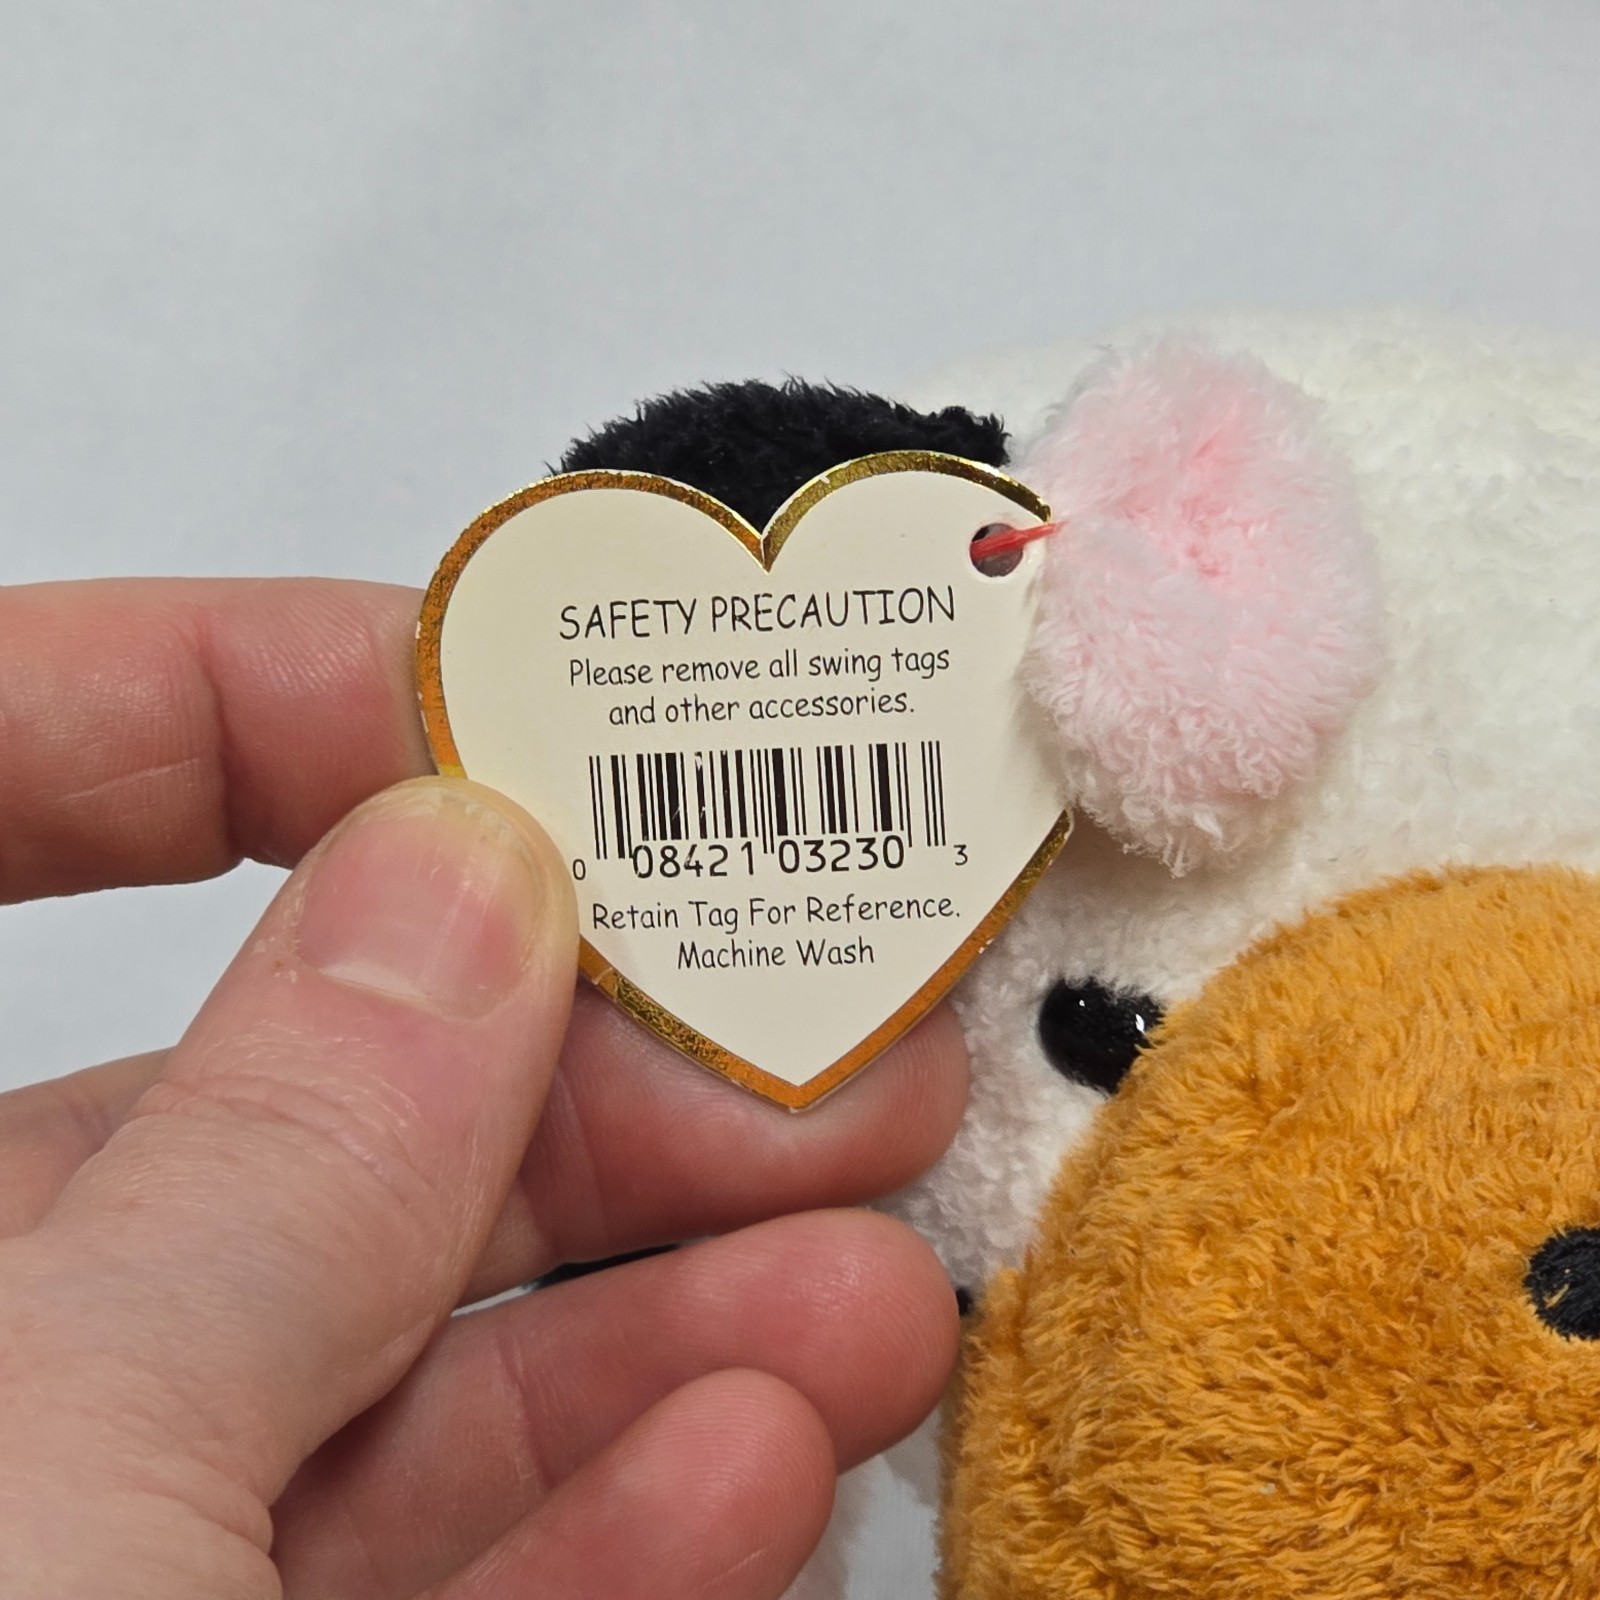 SAFETY PRECAUTION
Please remove all swing tags
and other accessories.
0 08421 03230 3
Retain Tag For Reference.
Machine Wash